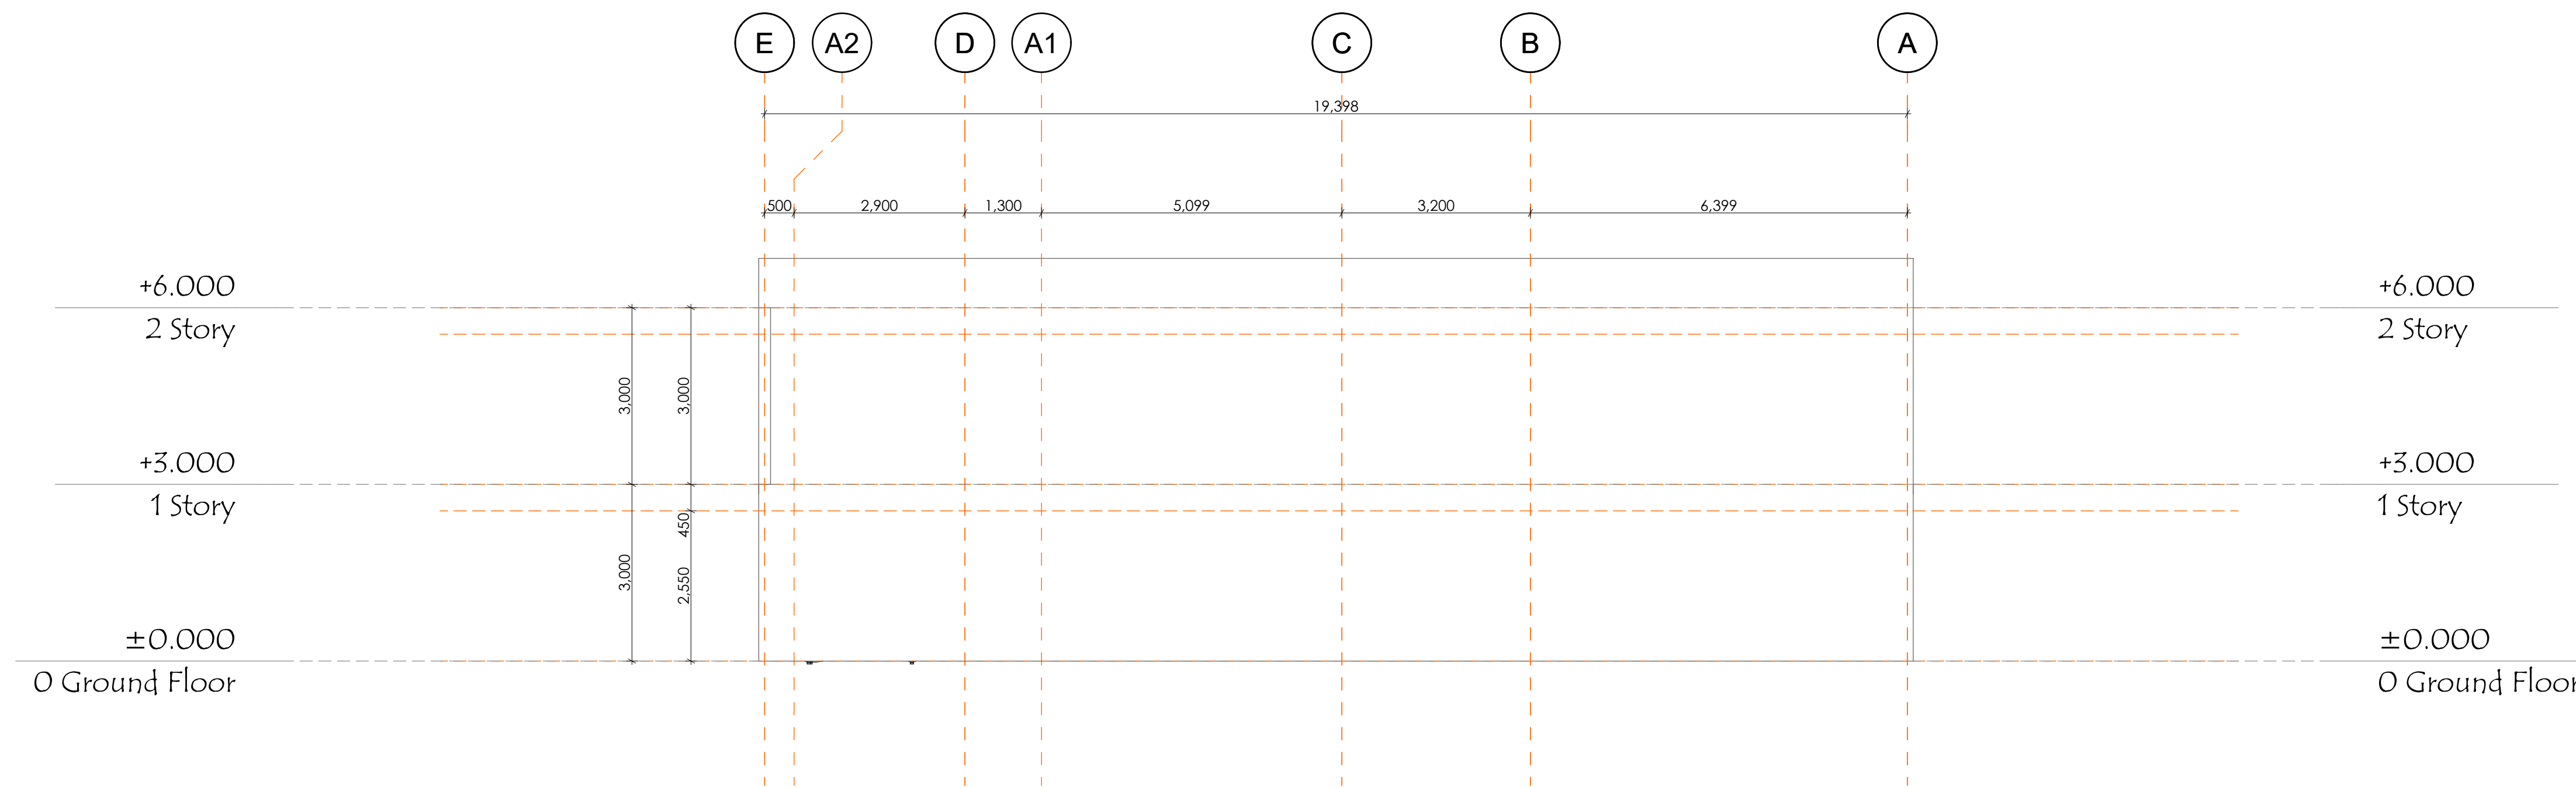 E A2 D A1 C B A
19,398
500 2,900 1,300 5,099 3,200 6,399
+6.000 +6.000
2 Story 2 Story
3,000 3,000
+3.000 +3.000
1 Story 1 Story
450
3,000 2,550
±0.000 ±0.000
0 Ground Floor 0 Ground Floor